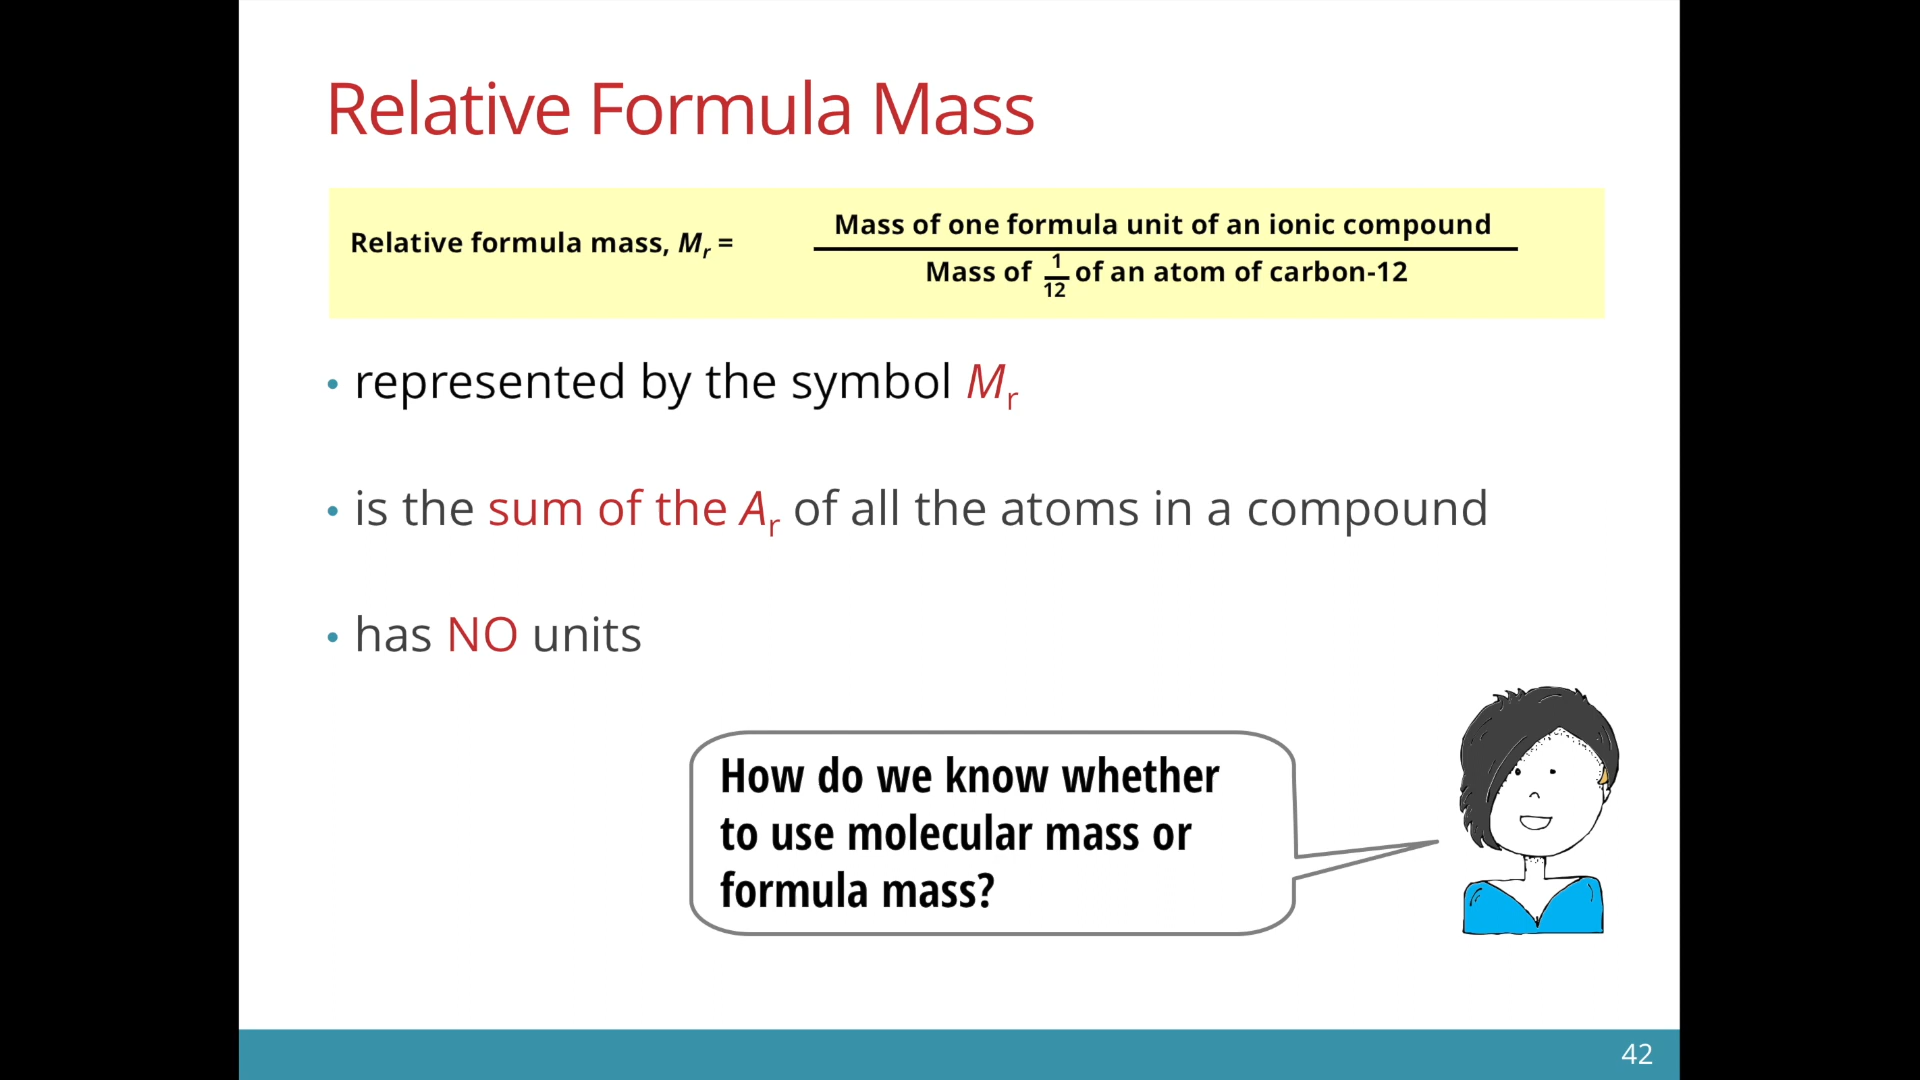 Relative Formula Mass
Relative formula mass, Mr =
Mass of one formula unit of an ionic compound
Mass of 1/12 of an atom of carbon-12
• represented by the symbol Mr
• is the sum of the Ar of all the atoms in a compound
• has NO units
How do we know whether
to use molecular mass or
formula mass?
42